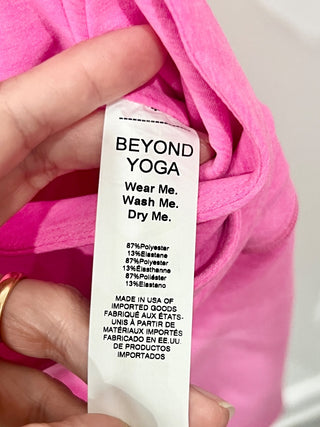 BEYOND
YOGA
Wear Me.
Wash Me.
Dry Me.
87%Polyester
13%Elastane
87%Polyester
13%Élasthanne
87%Poliéster
13%Elastano
MADE IN USA OF
IMPORTED GOODS
FABRIQUÉ AUX ÉTATS-
UNIS À PARTIR DE
MATÉRIAUX IMPORTÉS
FABRICADO EN EE.UU
DE PRODUCTOS
IMPORTADOS